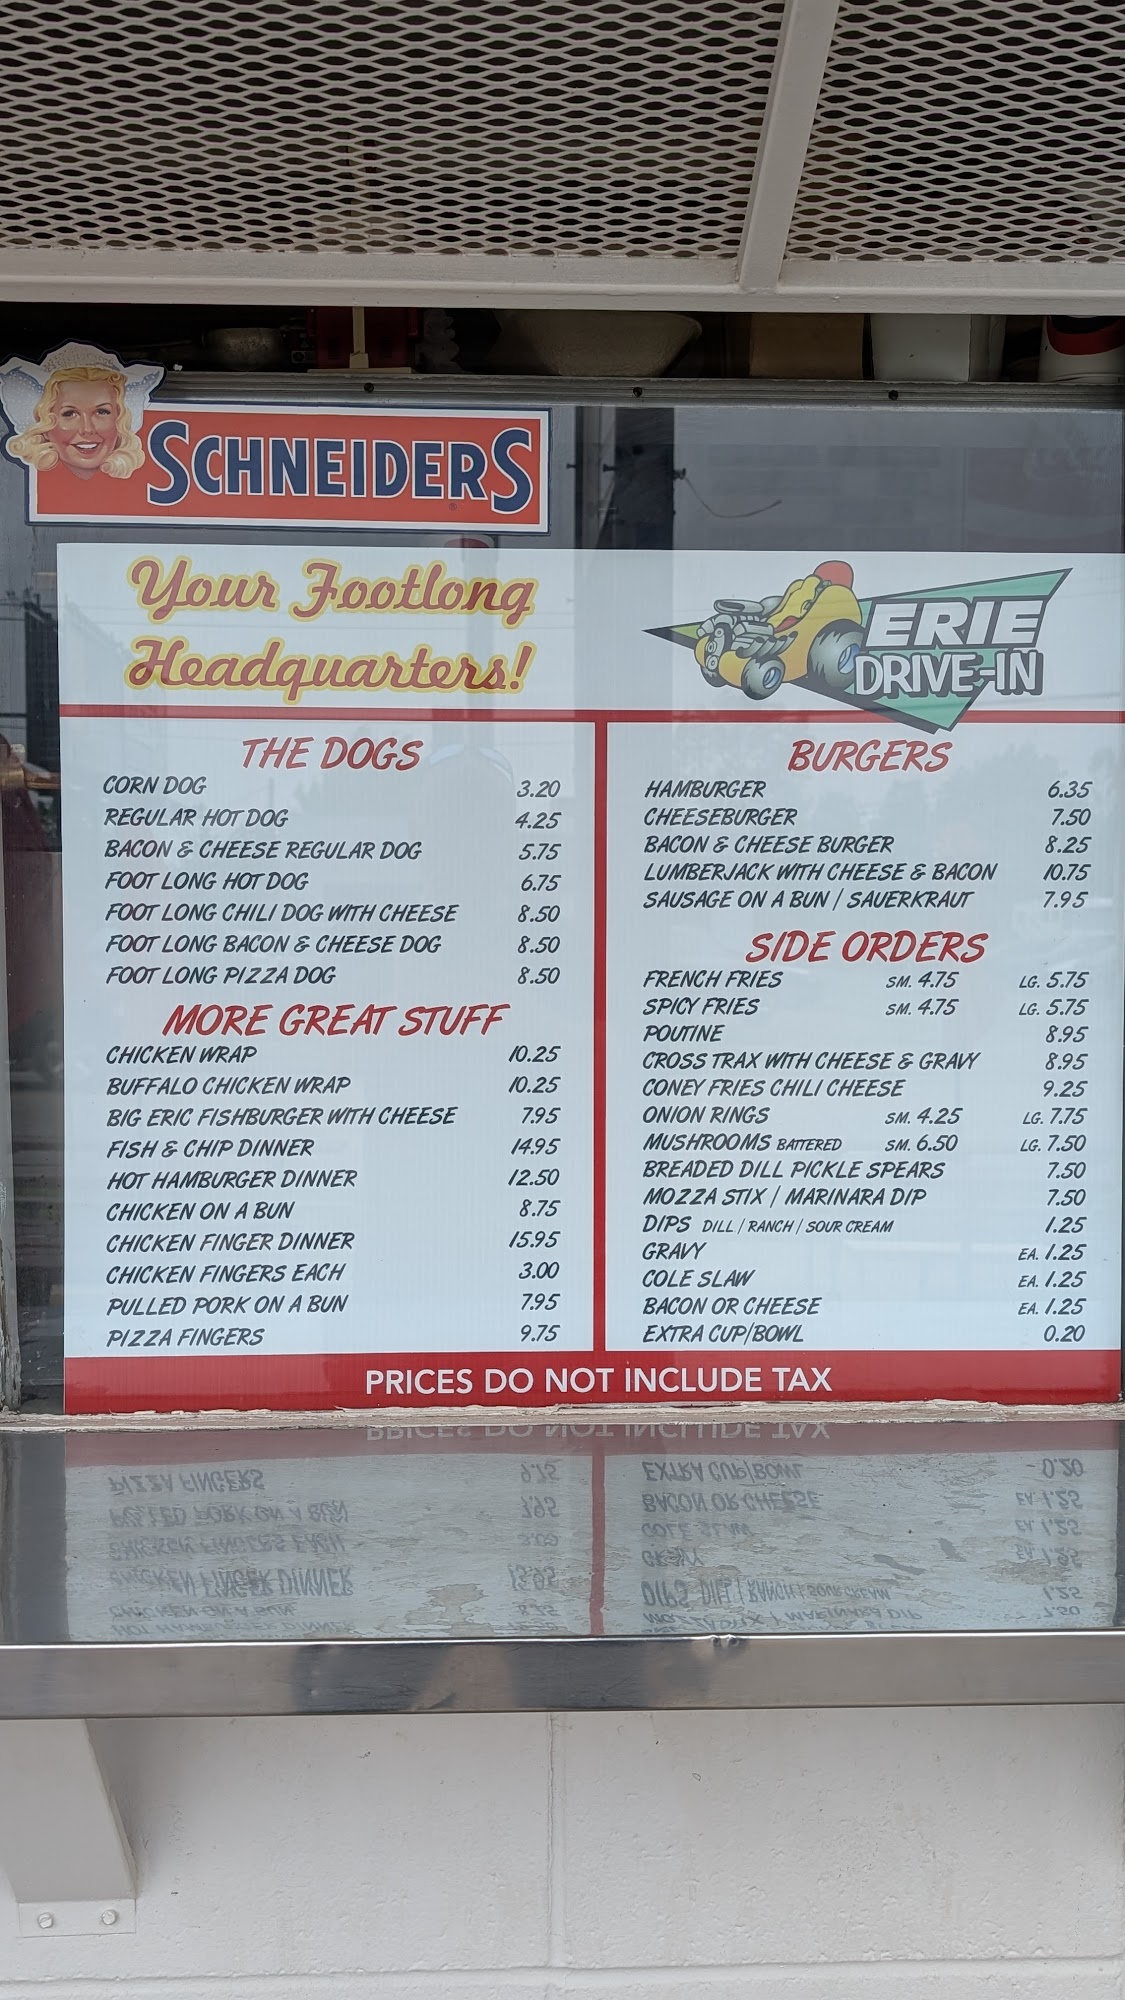 SCHNEIDERS
Your Footlong
Headquarters!
ERIE
DRIVE-IN
THE DOGS
CORN DOG 3.20
REGULAR HOT DOG 4.25
BACON & CHEESE REGULAR DOG 5.75
FOOT LONG HOT DOG 6.75
FOOT LONG CHILI DOG WITH CHEESE 8.50
FOOT LONG BACON & CHEESE DOG 8.50
FOOT LONG PIZZA DOG 8.50
MORE GREAT STUFF
CHICKEN WRAP 10.25
BUFFALO CHICKEN WRAP 10.25
BIG ERIC FISHBURGER WITH CHEESE 7.95
FISH & CHIP DINNER 14.95
HOT HAMBURGER DINNER 12.50
CHICKEN ON A BUN 8.75
CHICKEN FINGER DINNER 15.95
CHICKEN FINGERS EACH 3.00
PULLED PORK ON A BUN 7.95
PIZZA FINGERS 9.75
BURGERS
HAMBURGER 6.35
CHEESEBURGER 7.50
BACON & CHEESE BURGER 8.25
LUMBERJACK WITH CHEESE & BACON 10.75
SAUSAGE ON A BUN / SAUERKRAUT 7.95
SIDE ORDERS
FRENCH FRIES SM. 4.75 LG. 5.75
SPICY FRIES SM. 4.75 LG. 5.75
POUTINE 8.95
CROSS TRAX WITH CHEESE & GRAVY 8.95
CONEY FRIES CHILI CHEESE 9.25
ONION RINGS SM. 4.25 LG. 7.75
MUSHROOMS BATTERED SM. 6.50 LG. 7.50
BREADED DILL PICKLE SPEARS 7.50
MOZZA STIX / MARINARA DIP 7.50
DIPS DILL / RANCH / SOUR CREAM 1.25
GRAVY EA. 1.25
COLE SLAW EA. 1.25
BACON OR CHEESE EA. 1.25
EXTRA CUP/BOWL 0.20
PRICES DO NOT INCLUDE TAX